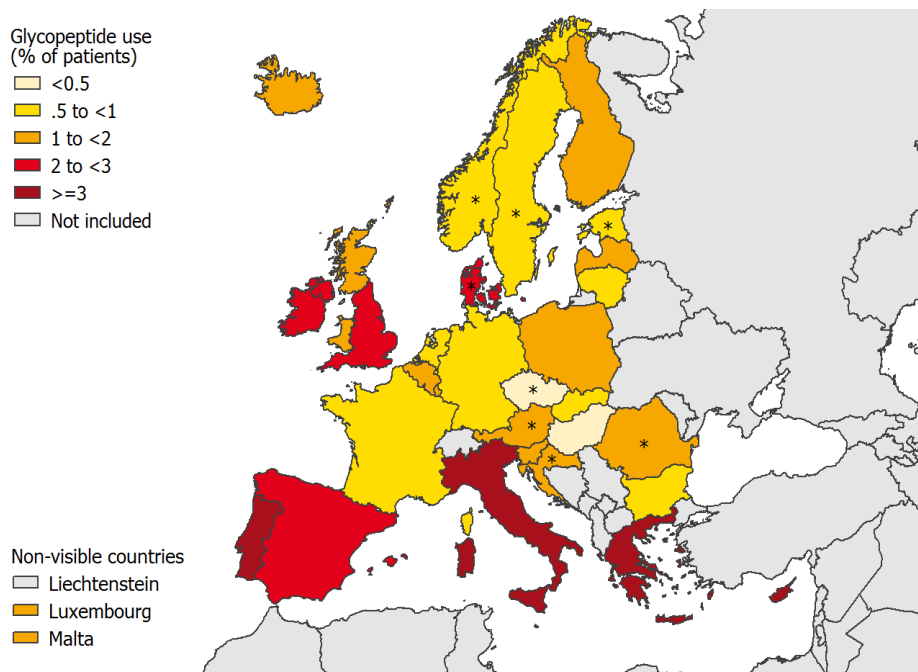 Glycopeptide use
(% of patients)
<0.5
.5 to <1
1 to <2
2 to <3
>=3
Not included
*
*
*
*
*
*
*
*
Non-visible countries
Liechtenstein
Luxembourg
Malta